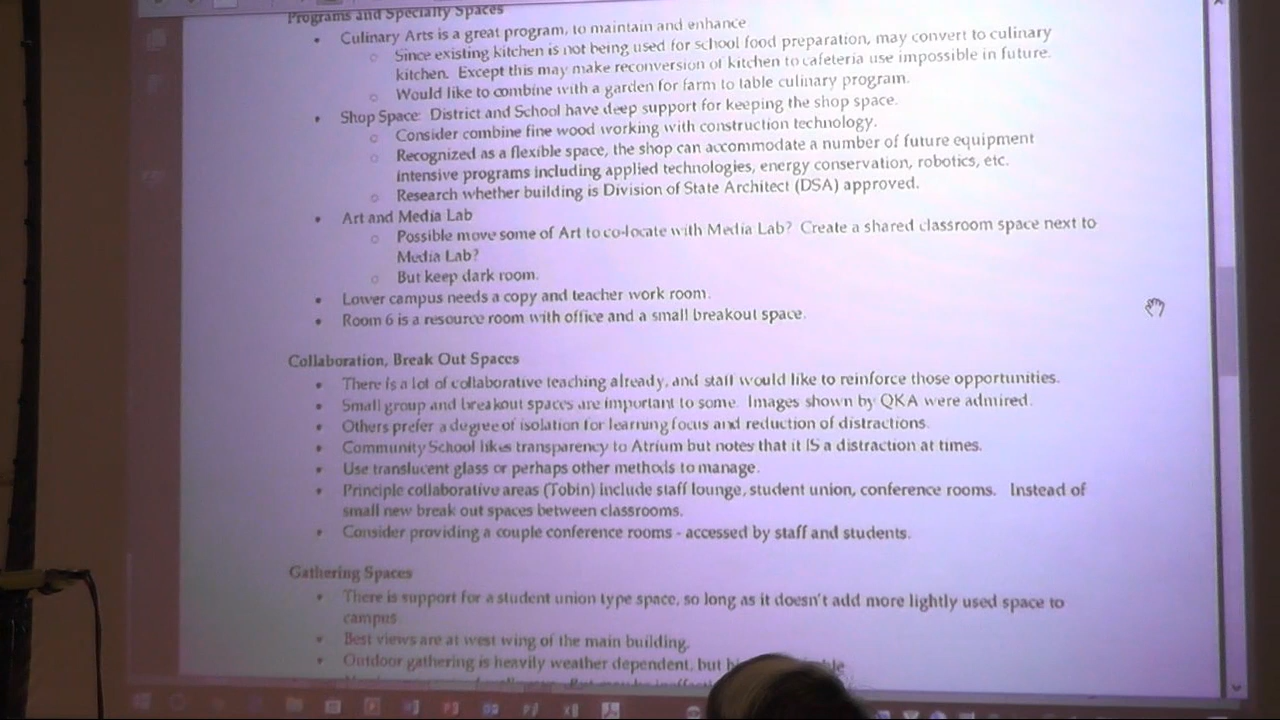 Programs and Specialty Spaces
• Culinary Arts is a great program, to maintain and enhance
○ Since existing kitchen is not being used for school food preparation, may convert to culinary
kitchen. Except this may make reconversion of kitchen to cafeteria use impossible in future.
○ Would like to combine with a garden for farm to table culinary program.
• Shop Space: District and School have deep support for keeping the shop space.
○ Consider combine fine wood working with construction technology.
○ Recognized as a flexible space, the shop can accommodate a number of future equipment
intensive programs including applied technologies, energy conservation, robotics, etc.
○ Research whether building is Division of State Architect (DSA) approved.
• Art and Media Lab
○ Possible move some of Art to co-locate with Media Lab? Create a shared classroom space next to
Media Lab?
○ But keep dark room.
• Lower campus needs a copy and teacher work room.
• Room 6 is a resource room with office and a small breakout space.
Collaboration, Break Out Spaces
• There is a lot of collaborative teaching already, and staff would like to reinforce those opportunities.
• Small group and breakout spaces are important to some. Images shown by QKA were admired.
• Others prefer a degree of isolation for learning focus and reduction of distractions.
• Community School likes transparency to Atrium but notes that it IS a distraction at times.
• Use translucent glass or perhaps other methods to manage.
• Principle collaborative areas (Tobin) include staff lounge, student union, conference rooms. Instead of
small new break out spaces between classrooms.
• Consider providing a couple conference rooms - accessed by staff and students.
Gathering Spaces
• There is support for a student union type space, so long as it doesn't add more lightly used space to
campus.
• Best views are at west wing of the main building.
• Outdoor gathering is heavily weather dependent, but